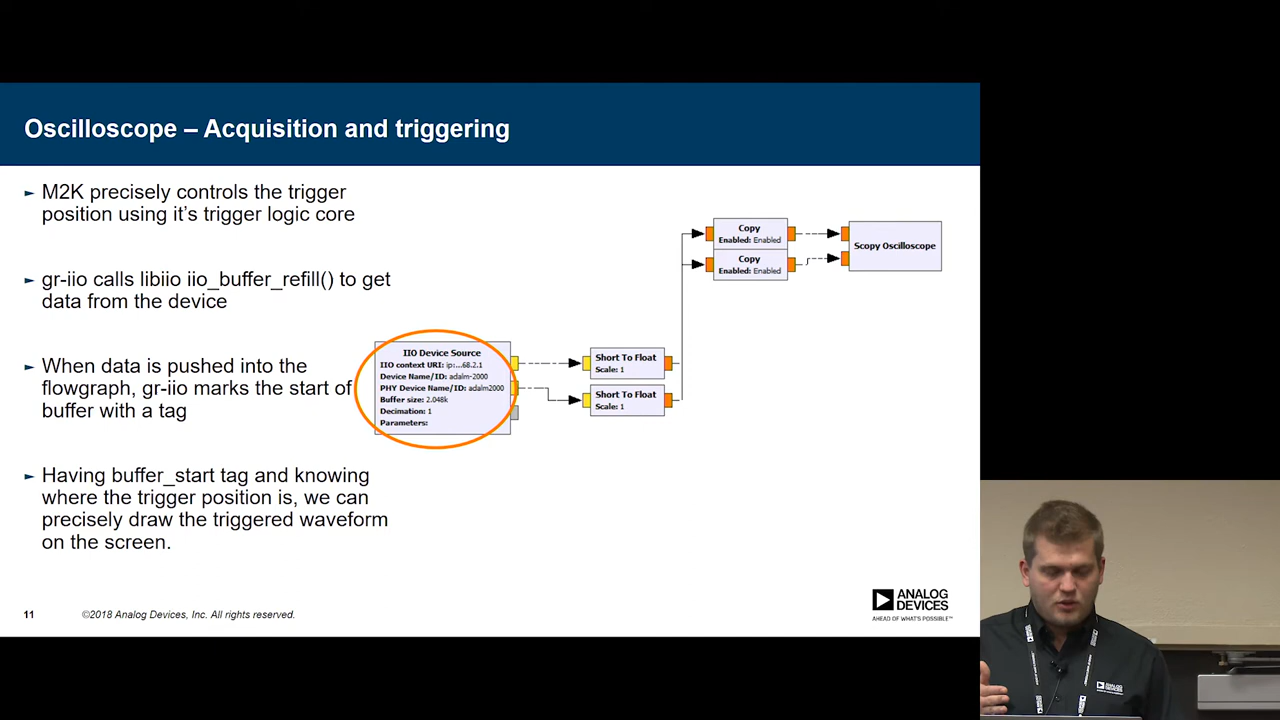 Oscilloscope – Acquisition and triggering
► M2K precisely controls the trigger
position using it's trigger logic core
► gr-iio calls libiio iio_buffer_refill() to get
data from the device
► When data is pushed into the
flowgraph, gr-iio marks the start of
buffer with a tag
► Having buffer_start tag and knowing
where the trigger position is, we can
precisely draw the triggered waveform
on the screen.
Copy
Enabled: Enabled
Copy
Enabled: Enabled
Scopy Oscilloscope
IIO Device Source
IIO context URI: ip:...68.2.1
Device Name/ID: adalm-2000
PHY Device Name/ID: adalm2000
Buffer size: 2.048k
Decimation: 1
Parameters:
Short To Float
Scale: 1
Short To Float
Scale: 1
11
©2018 Analog Devices, Inc. All rights reserved.
ANALOG
DEVICES
AHEAD OF WHAT'S POSSIBLE™
ANALOG
DEVICES